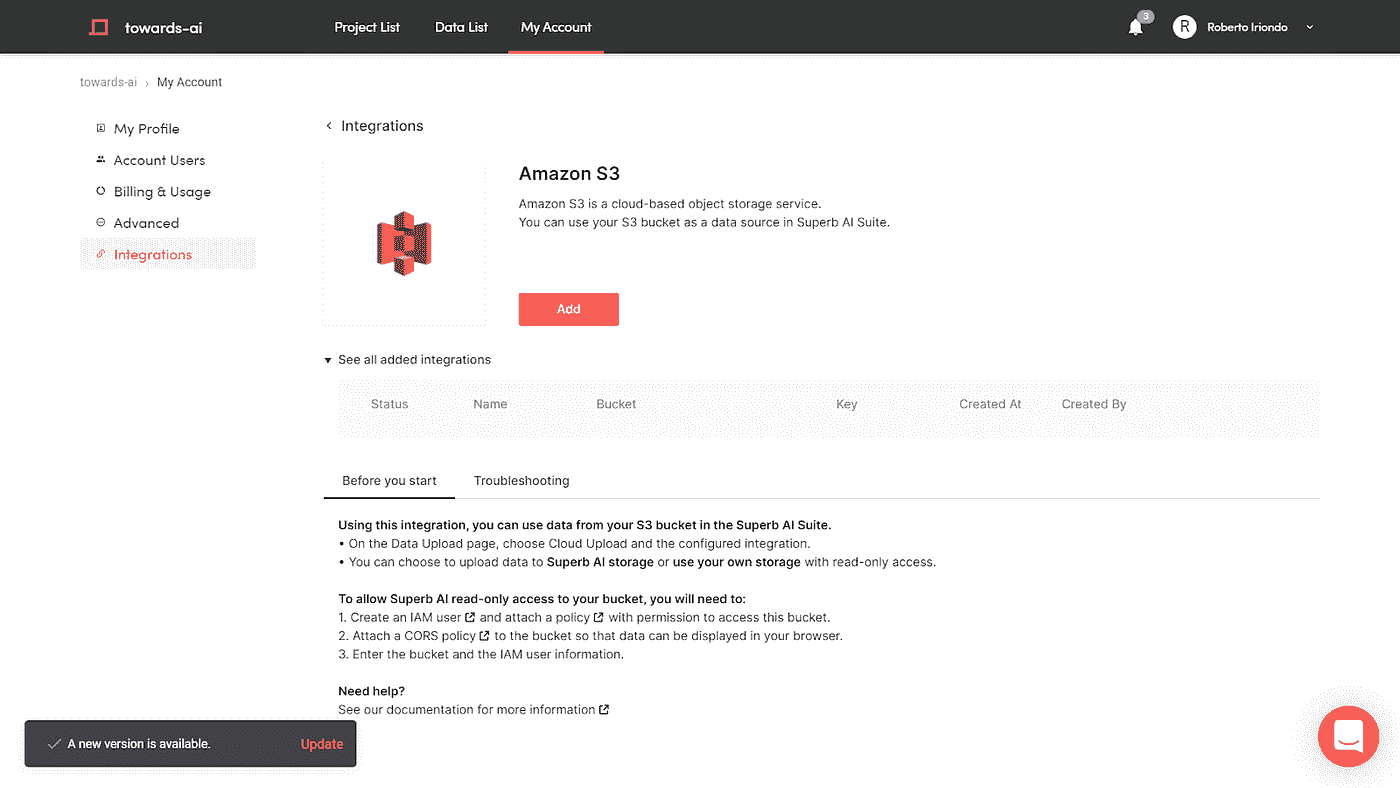 towards-ai
Project List
Data List
My Account
3
R
Roberto Iriondo
towards-ai › My Account
My Profile
Account Users
Billing & Usage
Advanced
Integrations
Integrations
Amazon S3
Amazon S3 is a cloud-based object storage service.
You can use your S3 bucket as a data source in Superb AI Suite.
Add
See all added integrations
Status Name Bucket Key Created At Created By
Before you start
Troubleshooting
Using this integration, you can use data from your S3 bucket in the Superb AI Suite.
• On the Data Upload page, choose Cloud Upload and the configured integration.
• You can choose to upload data to Superb AI storage or use your own storage with read-only access.
To allow Superb AI read-only access to your bucket, you will need to:
1. Create an IAM user and attach a policy with permission to access this bucket.
2. Attach a CORS policy to the bucket so that data can be displayed in your browser.
3. Enter the bucket and the IAM user information.
Need help?
See our documentation for more information
A new version is available.
Update